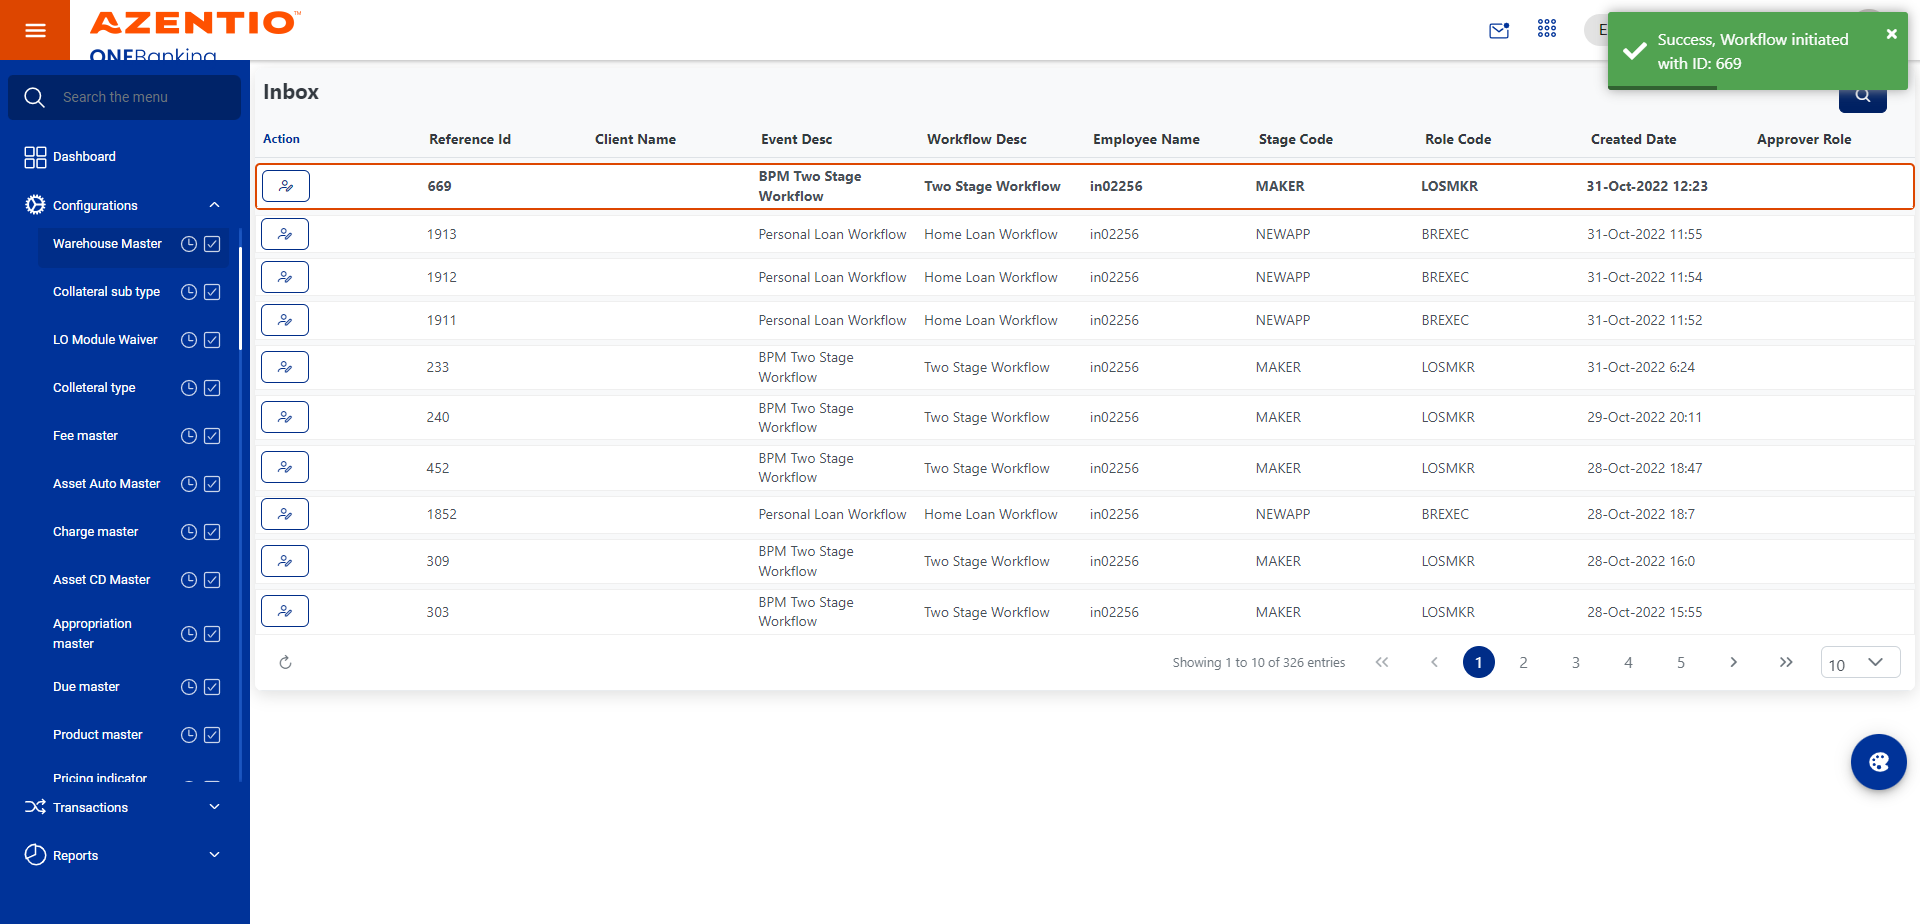 AZENTIO™
ONEBanking
E
Success, Workflow initiated
with ID: 669
Search the menu
Dashboard
Configurations
Warehouse Master
Collateral sub type
LO Module Waiver
Colleteral type
Fee master
Asset Auto Master
Charge master
Asset CD Master
Appropriation
master
Due master
Product master
Pricing indicator
Transactions
Reports
Inbox
Action Reference Id Client Name Event Desc Workflow Desc Employee Name Stage Code Role Code Created Date Approver Role
669 BPM Two Stage Workflow Two Stage Workflow in02256 MAKER LOSMKR 31-Oct-2022 12:23
1913 Personal Loan Workflow Home Loan Workflow in02256 NEWAPP BREXEC 31-Oct-2022 11:55
1912 Personal Loan Workflow Home Loan Workflow in02256 NEWAPP BREXEC 31-Oct-2022 11:54
1911 Personal Loan Workflow Home Loan Workflow in02256 NEWAPP BREXEC 31-Oct-2022 11:52
233 BPM Two Stage Workflow Two Stage Workflow in02256 MAKER LOSMKR 31-Oct-2022 6:24
240 BPM Two Stage Workflow Two Stage Workflow in02256 MAKER LOSMKR 29-Oct-2022 20:11
452 BPM Two Stage Workflow Two Stage Workflow in02256 MAKER LOSMKR 28-Oct-2022 18:47
1852 Personal Loan Workflow Home Loan Workflow in02256 NEWAPP BREXEC 28-Oct-2022 18:7
309 BPM Two Stage Workflow Two Stage Workflow in02256 MAKER LOSMKR 28-Oct-2022 16:0
303 BPM Two Stage Workflow Two Stage Workflow in02256 MAKER LOSMKR 28-Oct-2022 15:55
Showing 1 to 10 of 326 entries << < 1 2 3 4 5 > >> 10